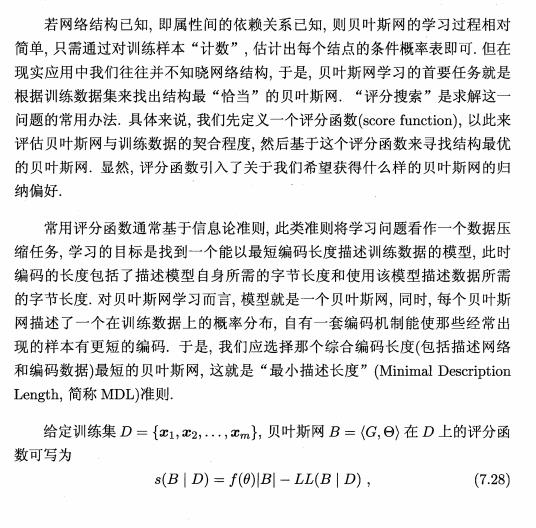 若网络结构已知, 即属性间的依赖关系已知, 则贝叶斯网的学习过程相对
简单, 只需通过对训练样本“计数”, 估计出每个结点的条件概率表即可. 但在
现实应用中我们往往并不知晓网络结构, 于是, 贝叶斯网学习的首要任务就是
根据训练数据集来找出结构最“恰当”的贝叶斯网. “评分搜索”是求解这一
问题的常用办法. 具体来说, 我们先定义一个评分函数(score function), 以此来
评估贝叶斯网与训练数据的契合程度, 然后基于这个评分函数来寻找结构最优
的贝叶斯网. 显然, 评分函数引入了关于我们希望获得什么样的贝叶斯网的归
纳偏好.
常用评分函数通常基于信息论准则, 此类准则将学习问题看作一个数据压
缩任务, 学习的目标是找到一个能以最短编码长度描述训练数据的模型, 此时
编码的长度包括了描述模型自身所需的字节长度和使用该模型描述数据所需
的字节长度. 对贝叶斯网学习而言, 模型就是一个贝叶斯网, 同时, 每个贝叶斯
网描述了一个在训练数据上的概率分布, 自有一套编码机制能使那些经常出
现的样本有更短的编码. 于是, 我们应选择那个综合编码长度(包括描述网络
和编码数据)最短的贝叶斯网, 这就是“最小描述长度”(Minimal Description
Length, 简称 MDL)准则.
给定训练集 D = {x₁, x₂, . . . , xₘ}, 贝叶斯网 B = ⟨G, Θ⟩ 在 D 上的评分函
数可写为
s(B | D) = f(θ)|B| − LL(B | D) , (7.28)